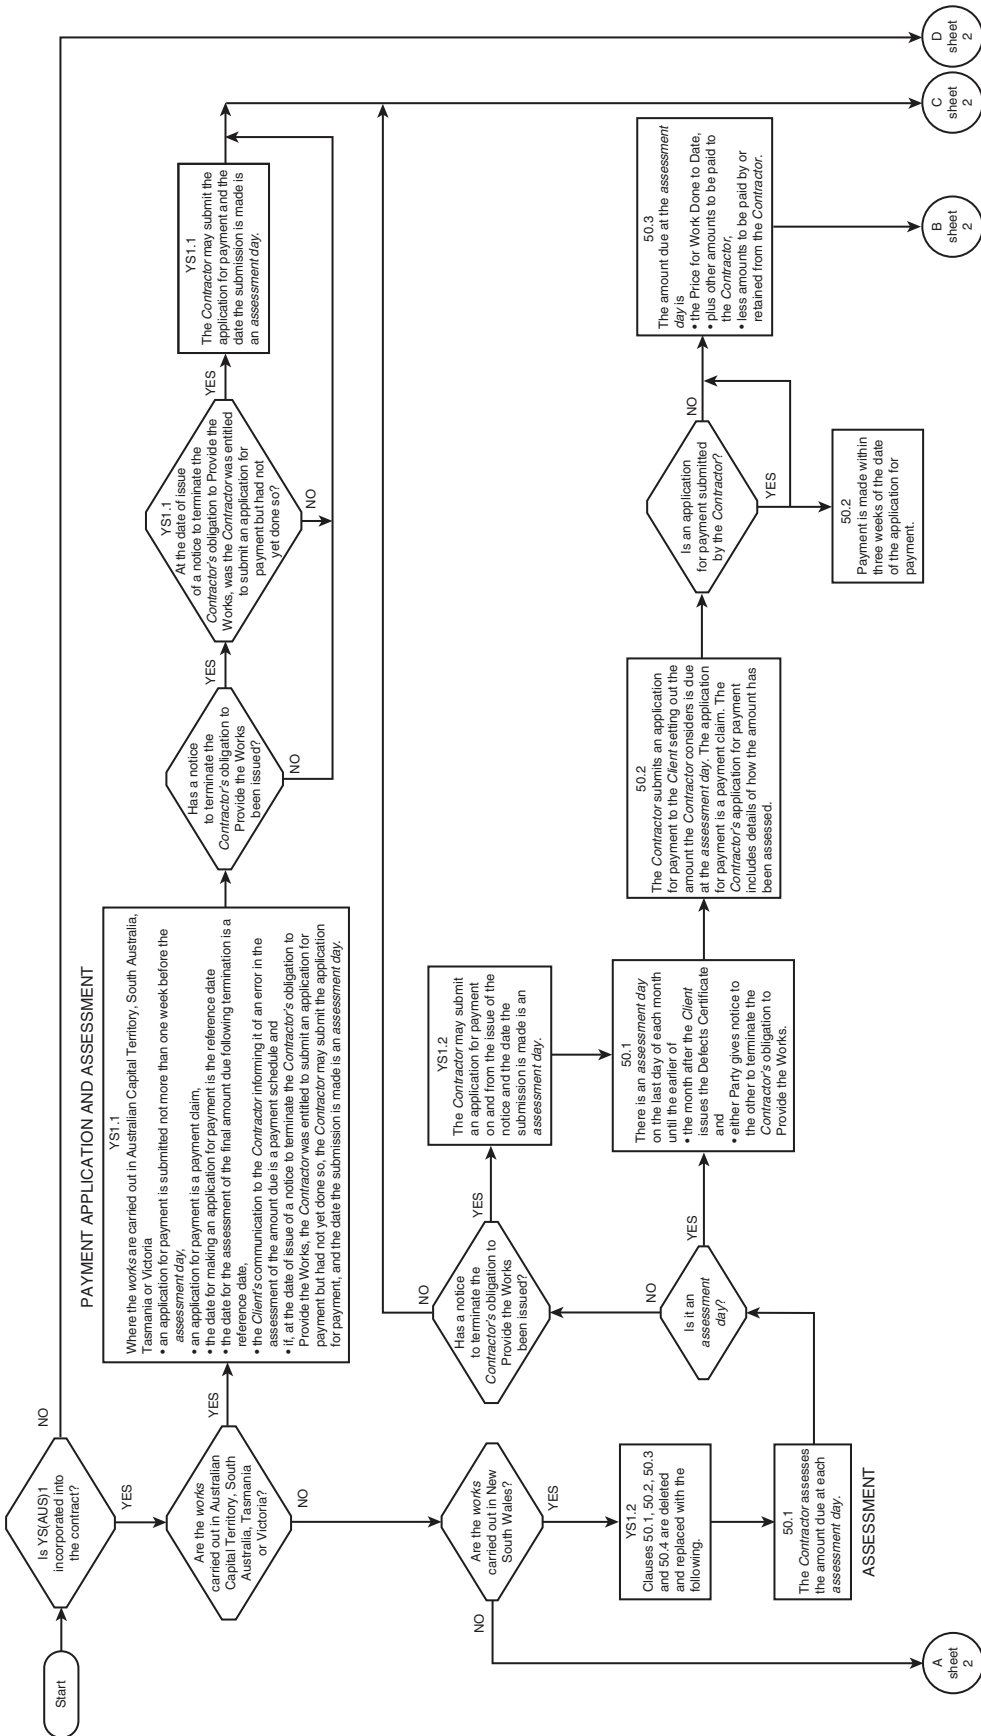 PAYMENT APPLICATION AND ASSESSMENT
Start
Is YS(AUS)1
incorporated into
the contract?
NO
YES
Are the works
carried out in Australian
Capital Territory, South
Australia, Tasmania
or Victoria?
YES
NO
YS1.1
Where the works are carried out in Australian Capital Territory, South Australia,
Tasmania or Victoria
• an application for payment is submitted not more than one week before the
assessment day,
• an application for payment is a payment claim,
• the date for making an application for payment is the reference date
• the date for the assessment of the final amount due following termination is a
reference date,
• the Client's communication to the Contractor informing it of an error in the
assessment of the amount due is a payment schedule and
• if, at the date of issue of a notice to terminate the Contractor's obligation to
Provide the Works, the Contractor was entitled to submit an application for
payment but had not yet done so, the Contractor may submit the application
for payment, and the date the submission is made is an assessment day.
Has a notice
to terminate the
Contractor's obligation to
Provide the Works
been issued?
YES
NO
YS1.1
At the date of issue
of a notice to terminate the
Contractor's obligation to Provide the
Works, was the Contractor was entitled
to submit an application for
payment but had not
yet done so?
YES
NO
YS1.1
The Contractor may submit the
application for payment and the
date the submission is made is
an assessment day.
Are the works
carried out in New
South Wales?
NO
YES
YS1.2
Clauses 50.1, 50.2, 50.3
and 50.4 are deleted
and replaced with the
following.
50.1
The Contractor assesses
the amount due at each
assessment day.
ASSESSMENT
Is it an
assessment
day?
NO
YES
Has a notice
to terminate the
Contractor's obligation to
Provide the Works
been issued?
NO
YES
YS1.2
The Contractor may submit
an application for payment
on and from the issue of the
notice and the date the
submission is made is an
assessment day.
50.1
There is an assessment day
on the last day of each month
until the earlier of
• the month after the Client
issues the Defects Certificate
and
• either Party gives notice to
the other to terminate the
Contractor's obligation to
Provide the Works.
50.2
The Contractor submits an application
for payment to the Client setting out the
amount the Contractor considers is due
at the assessment day. The application
for payment is a payment claim. The
Contractor's application for payment
includes details of how the amount has
been assessed.
Is an application
for payment submitted
by the Contractor?
NO
YES
50.2
Payment is made within
three weeks of the date
of the application for
payment.
50.3
The amount due at the assessment
day is
• the Price for Work Done to Date,
• plus other amounts to be paid to
the Contractor,
• less amounts to be paid by or
retained from the Contractor.
A
sheet
2
B
sheet
2
C
sheet
2
D
sheet
2